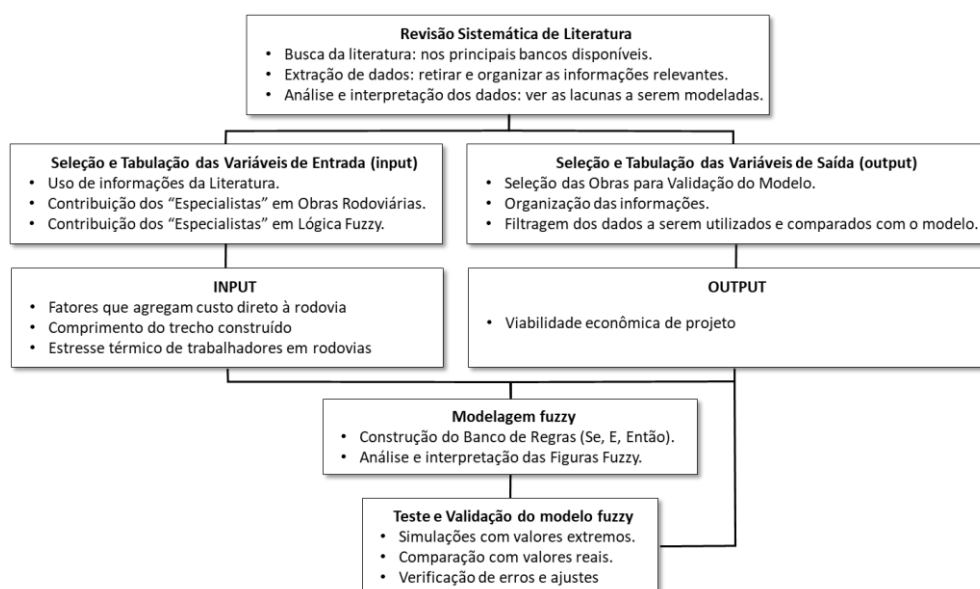 Revisão Sistemática de Literatura
• Busca da literatura: nos principais bancos disponíveis.
• Extração de dados: retirar e organizar as informações relevantes.
• Análise e interpretação dos dados: ver as lacunas a serem modeladas.
Seleção e Tabulação das Variáveis de Entrada (input)
• Uso de informações da Literatura.
• Contribuição dos “Especialistas” em Obras Rodoviárias.
• Contribuição dos “Especialistas” em Lógica Fuzzy.
Seleção e Tabulação das Variáveis de Saída (output)
• Seleção das Obras para Validação do Modelo.
• Organização das informações.
• Filtragem dos dados a serem utilizados e comparados com o modelo.
INPUT
• Fatores que agregam custo direto à rodovia
• Comprimento do trecho construído
• Estresse térmico de trabalhadores em rodovias
OUTPUT
• Viabilidade econômica de projeto
Modelagem fuzzy
• Construção do Banco de Regras (Se, E, Então).
• Análise e interpretação das Figuras Fuzzy.
Teste e Validação do modelo fuzzy
• Simulações com valores extremos.
• Comparação com valores reais.
• Verificação de erros e ajustes